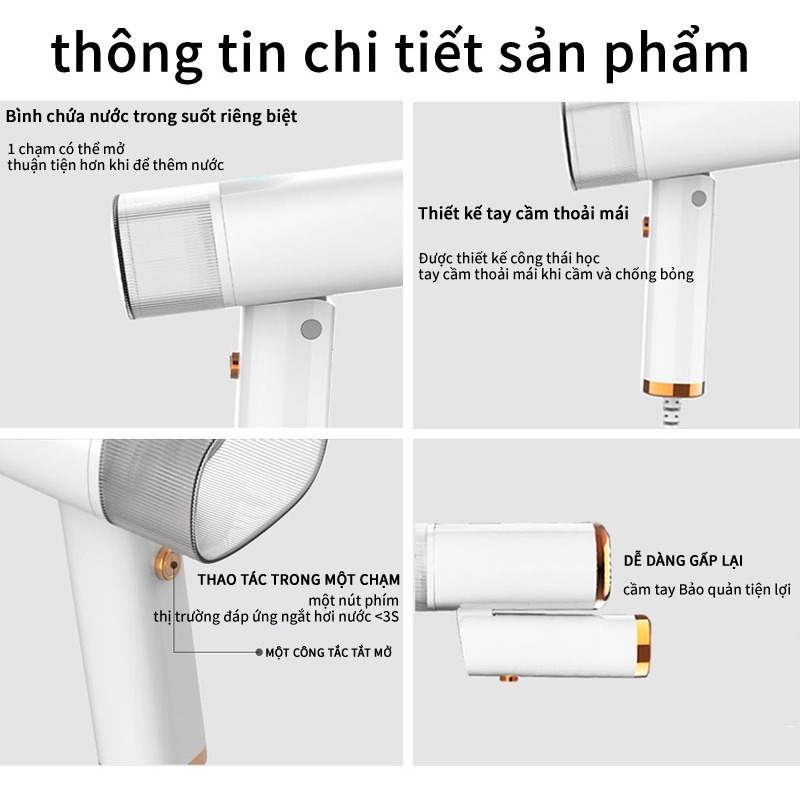 thông tin chi tiết sản phẩm
Bình chứa nước trong suốt riêng biệt
1 chạm có thể mở
thuận tiện hơn khi để thêm nước
Thiết kế tay cầm thoải mái
Được thiết kế công thái học
tay cầm thoải mái khi cầm và chống bỏng
THAO TÁC TRONG MỘT CHẠM
một nút phím
thị trường đáp ứng ngắt hơi nước <3S
MỘT CÔNG TẮC TẮT MỞ
DỄ DÀNG GẤP LẠI
cầm tay Bảo quản tiện lợi